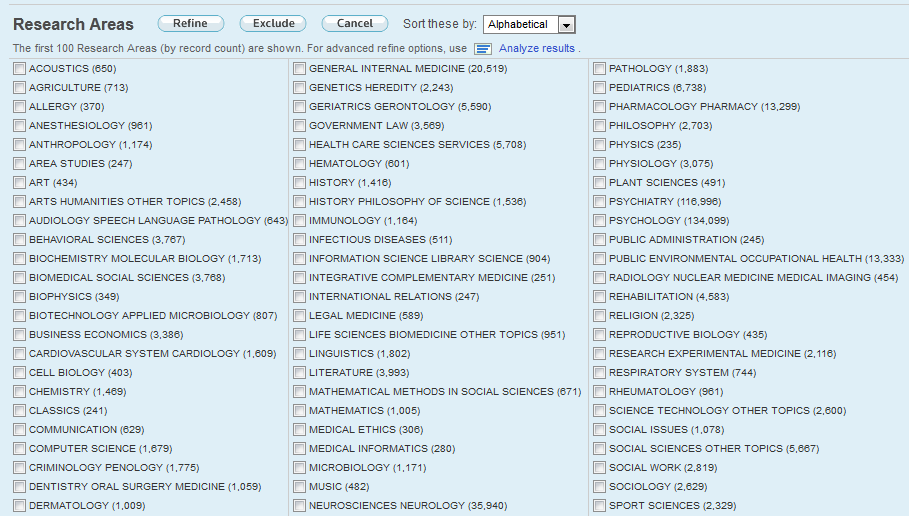 Research Areas Refine Exclude Cancel Sort these by: Alphabetical
The first 100 Research Areas (by record count) are shown. For advanced refine options, use Analyze results .
ACOUSTICS (650)
AGRICULTURE (713)
ALLERGY (370)
ANESTHESIOLOGY (961)
ANTHROPOLOGY (1,174)
AREA STUDIES (247)
ART (434)
ARTS HUMANITIES OTHER TOPICS (2,458)
AUDIOLOGY SPEECH LANGUAGE PATHOLOGY (643)
BEHAVIORAL SCIENCES (3,767)
BIOCHEMISTRY MOLECULAR BIOLOGY (1,713)
BIOMEDICAL SOCIAL SCIENCES (3,768)
BIOPHYSICS (349)
BIOTECHNOLOGY APPLIED MICROBIOLOGY (807)
BUSINESS ECONOMICS (3,386)
CARDIOVASCULAR SYSTEM CARDIOLOGY (1,609)
CELL BIOLOGY (403)
CHEMISTRY (1,469)
CLASSICS (241)
COMMUNICATION (629)
COMPUTER SCIENCE (1,679)
CRIMINOLOGY PENOLOGY (1,775)
DENTISTRY ORAL SURGERY MEDICINE (1,059)
DERMATOLOGY (1,009)
GENERAL INTERNAL MEDICINE (20,519)
GENETICS HEREDITY (2,243)
GERIATRICS GERONTOLOGY (5,590)
GOVERNMENT LAW (3,569)
HEALTH CARE SCIENCES SERVICES (5,708)
HEMATOLOGY (601)
HISTORY (1,416)
HISTORY PHILOSOPHY OF SCIENCE (1,536)
IMMUNOLOGY (1,164)
INFECTIOUS DISEASES (511)
INFORMATION SCIENCE LIBRARY SCIENCE (904)
INTEGRATIVE COMPLEMENTARY MEDICINE (251)
INTERNATIONAL RELATIONS (247)
LEGAL MEDICINE (589)
LIFE SCIENCES BIOMEDICINE OTHER TOPICS (951)
LINGUISTICS (1,802)
LITERATURE (3,993)
MATHEMATICAL METHODS IN SOCIAL SCIENCES (671)
MATHEMATICS (1,005)
MEDICAL ETHICS (306)
MEDICAL INFORMATICS (280)
MICROBIOLOGY (1,171)
MUSIC (482)
NEUROSCIENCES NEUROLOGY (35,940)
PATHOLOGY (1,883)
PEDIATRICS (6,738)
PHARMACOLOGY PHARMACY (13,299)
PHILOSOPHY (2,703)
PHYSICS (235)
PHYSIOLOGY (3,075)
PLANT SCIENCES (491)
PSYCHIATRY (116,996)
PSYCHOLOGY (134,099)
PUBLIC ADMINISTRATION (245)
PUBLIC ENVIRONMENTAL OCCUPATIONAL HEALTH (13,333)
RADIOLOGY NUCLEAR MEDICINE MEDICAL IMAGING (454)
REHABILITATION (4,583)
RELIGION (2,325)
REPRODUCTIVE BIOLOGY (435)
RESEARCH EXPERIMENTAL MEDICINE (2,116)
RESPIRATORY SYSTEM (744)
RHEUMATOLOGY (961)
SCIENCE TECHNOLOGY OTHER TOPICS (2,600)
SOCIAL ISSUES (1,078)
SOCIAL SCIENCES OTHER TOPICS (5,667)
SOCIAL WORK (2,819)
SOCIOLOGY (2,629)
SPORT SCIENCES (2,329)